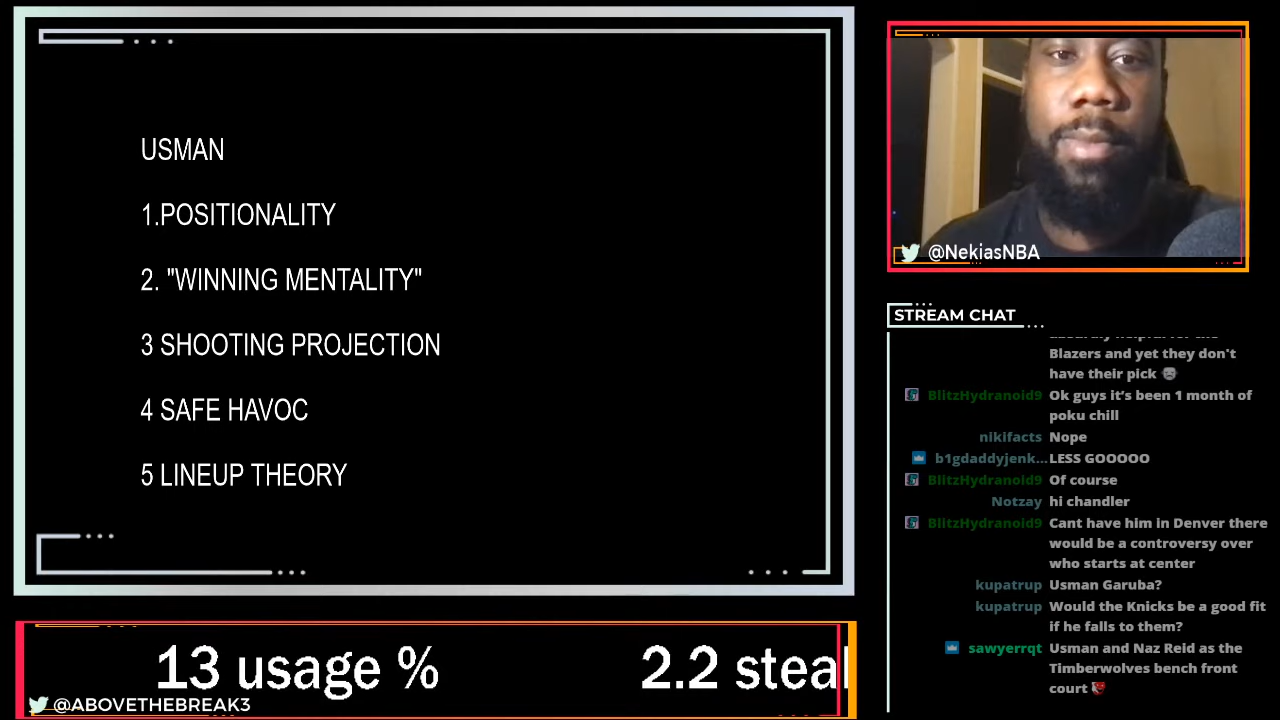 USMAN
1.POSITIONALITY
2. "WINNING MENTALITY"
3 SHOOTING PROJECTION
4 SAFE HAVOC
5 LINEUP THEORY
13 usage %
2.2 steal
@ABOVETHEBREAK3
@NekiasNBA
STREAM CHAT
Blazers and yet they don't
have their pick
BlitzHydranoid9 Ok guys it's been 1 month of
poku chill
nikifacts Nope
b1gdaddyjenk... LESS GOOOOO
BlitzHydranoid9 Of course
Notzay hi chandler
BlitzHydranoid9 Cant have him in Denver there
would be a controversy over
who starts at center
kupatrup Usman Garuba?
kupatrup Would the Knicks be a good fit
if he falls to them?
sawyerrqt Usman and Naz Reid as the
Timberwolves bench front
court